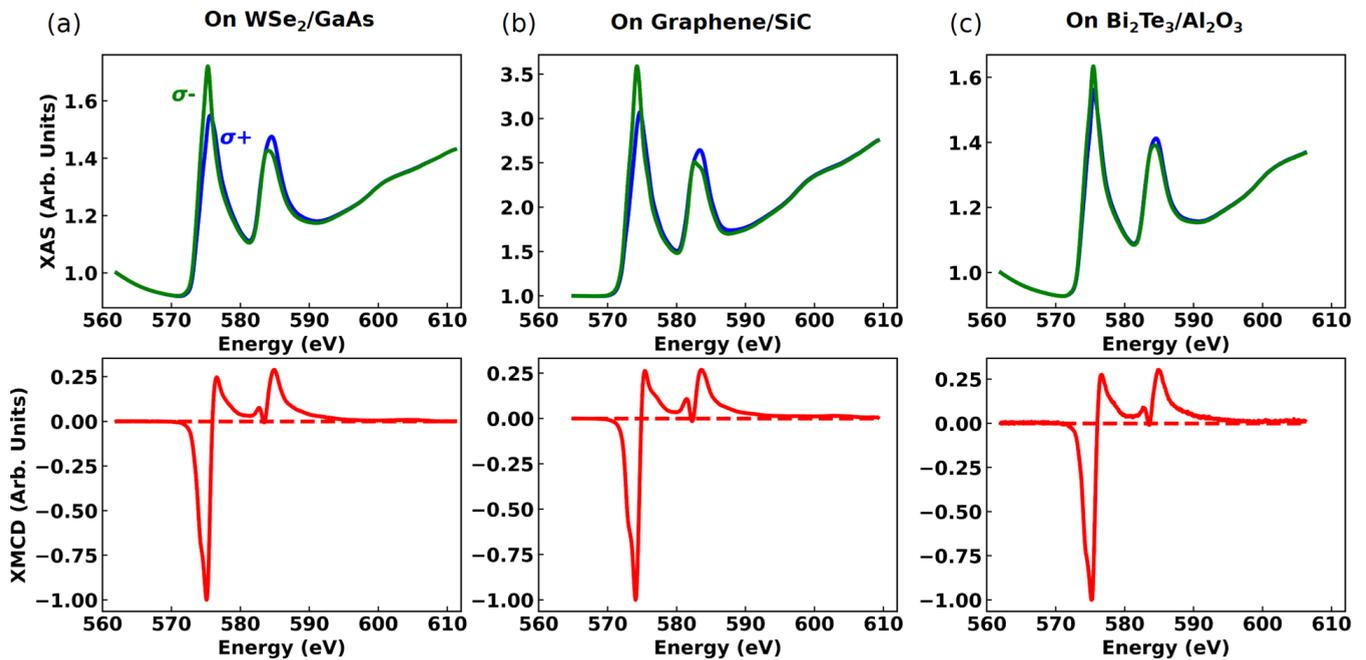 (a) On WSe₂/GaAs (b) On Graphene/SiC (c) On Bi₂Te₃/Al₂O₃
XAS (Arb. Units)
1.6
1.4
1.2
1.0
σ-
σ+
560 570 580 590 600 610
Energy (eV)
3.5
3.0
2.5
2.0
1.5
1.0
560 570 580 590 600 610
Energy (eV)
1.6
1.4
1.2
1.0
560 570 580 590 600 610
Energy (eV)
XMCD (Arb. Units)
0.25
0.00
−0.25
−0.50
−0.75
−1.00
560 570 580 590 600 610
Energy (eV)
0.25
0.00
−0.25
−0.50
−0.75
−1.00
560 570 580 590 600 610
Energy (eV)
0.25
0.00
−0.25
−0.50
−0.75
−1.00
560 570 580 590 600 610
Energy (eV)